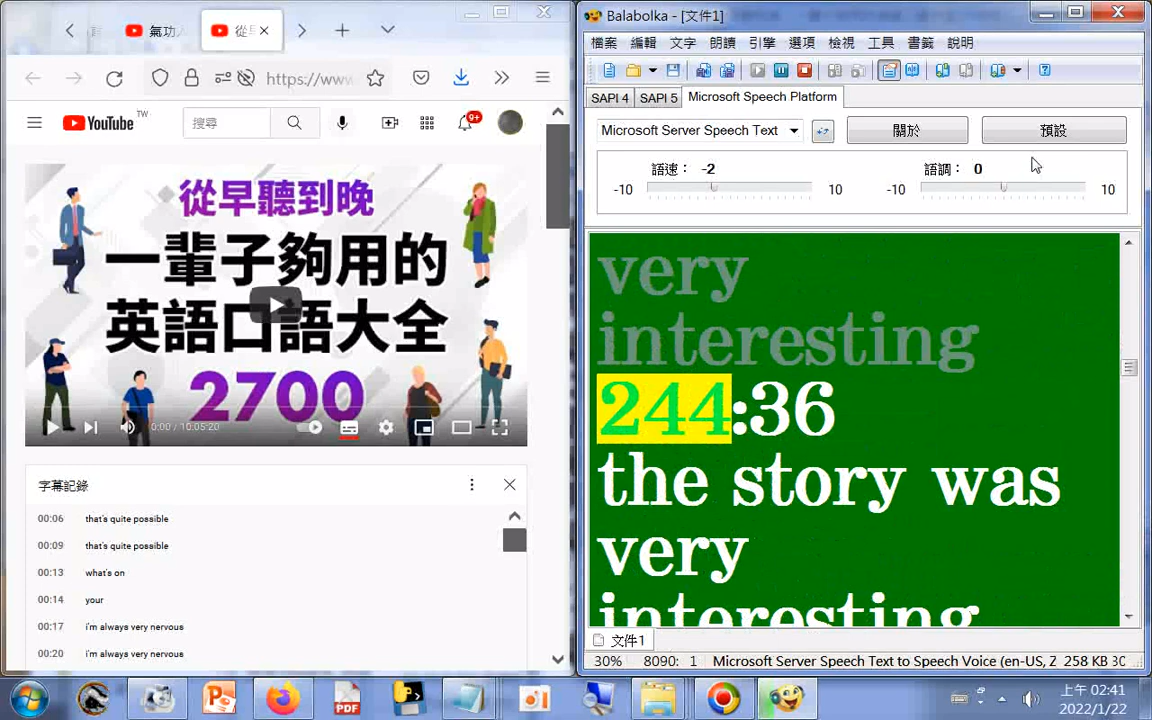 氣功
從
https://www
YouTube TW
搜尋
9+
從早聽到晚
一輩子夠用的
英語口語大全
2700
0:00 / 10:05:20
字幕記錄
00:06 that's quite possible
00:09 that's quite possible
00:13 what's on
00:14 your
00:17 i'm always very nervous
00:20 i'm always very nervous
Balabolka - [文件1]
檔案 編輯 文字 朗讀 引擎 選項 檢視 工具 書籤 說明
SAPI 4 SAPI 5 Microsoft Speech Platform
Microsoft Server Speech Text 關於 預設
語速： -2 語調： 0
-10 10 -10 10
very
interesting
244:36
the story was
very
interesting
文件1
30% 8090: 1 Microsoft Server Speech Text to Speech Voice (en-US, Z 258 KB
PDF
上午 02:41
2022/1/22